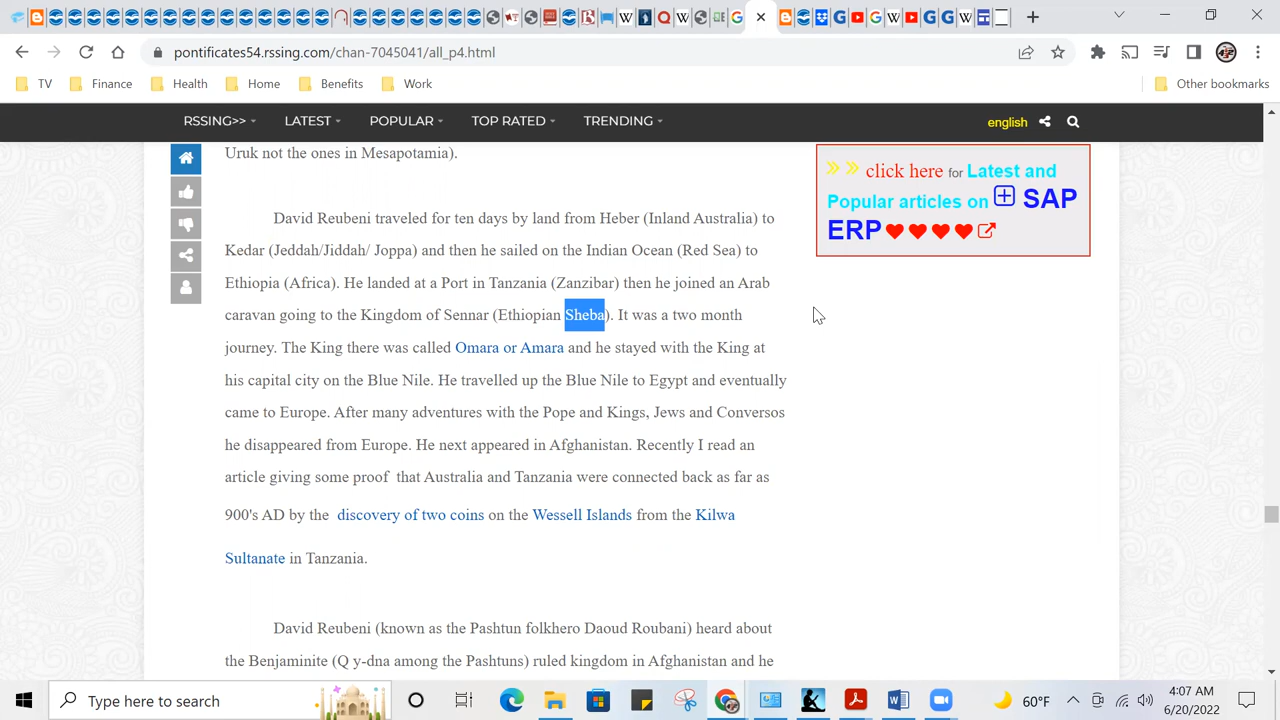 pontificates54.rssing.com/chan-7045041/all_p4.html
TV
Finance
Health
Home
Benefits
Work
Other bookmarks
RSSING>>
LATEST
POPULAR
TOP RATED
TRENDING
english
Uruk not the ones in Mesapotamia).
David Reubeni traveled for ten days by land from Heber (Inland Australia) to
Kedar (Jeddah/Jiddah/ Joppa) and then he sailed on the Indian Ocean (Red Sea) to
Ethiopia (Africa). He landed at a Port in Tanzania (Zanzibar) then he joined an Arab
caravan going to the Kingdom of Sennar (Ethiopian Sheba). It was a two month
journey. The King there was called Omara or Amara and he stayed with the King at
his capital city on the Blue Nile. He travelled up the Blue Nile to Egypt and eventually
came to Europe. After many adventures with the Pope and Kings, Jews and Conversos
he disappeared from Europe. He next appeared in Afghanistan. Recently I read an
article giving some proof that Australia and Tanzania were connected back as far as
900's AD by the discovery of two coins on the Wessell Islands from the Kilwa
Sultanate in Tanzania.
David Reubeni (known as the Pashtun folkhero Daoud Roubani) heard about
the Benjaminite (Q y-dna among the Pashtuns) ruled kingdom in Afghanistan and he
click here for Latest and
Popular articles on SAP
ERP
Type here to search
60°F
4:07 AM
6/20/2022